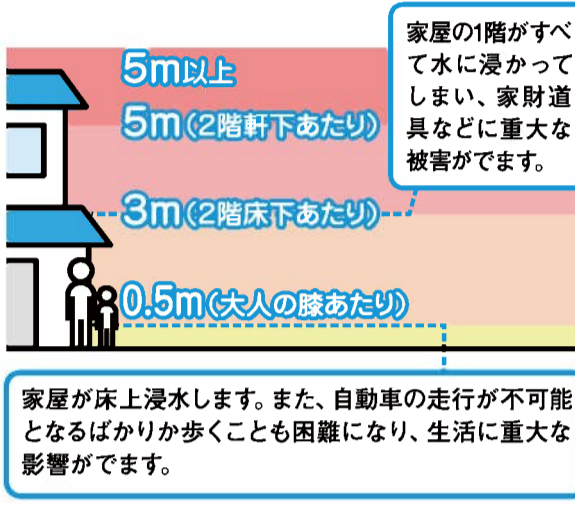 家屋の1階がすべ
て水に浸かって
しまい、家財道
具などに重大な
被害がでます。
5m以上
5m(2階軒下あたり)
3m(2階床下あたり)
0.5m(大人の膝あたり)
家屋が床上浸水します。また、自動車の走行が不可能
となるばかりか歩くことも困難になり、生活に重大な
影響がでます。